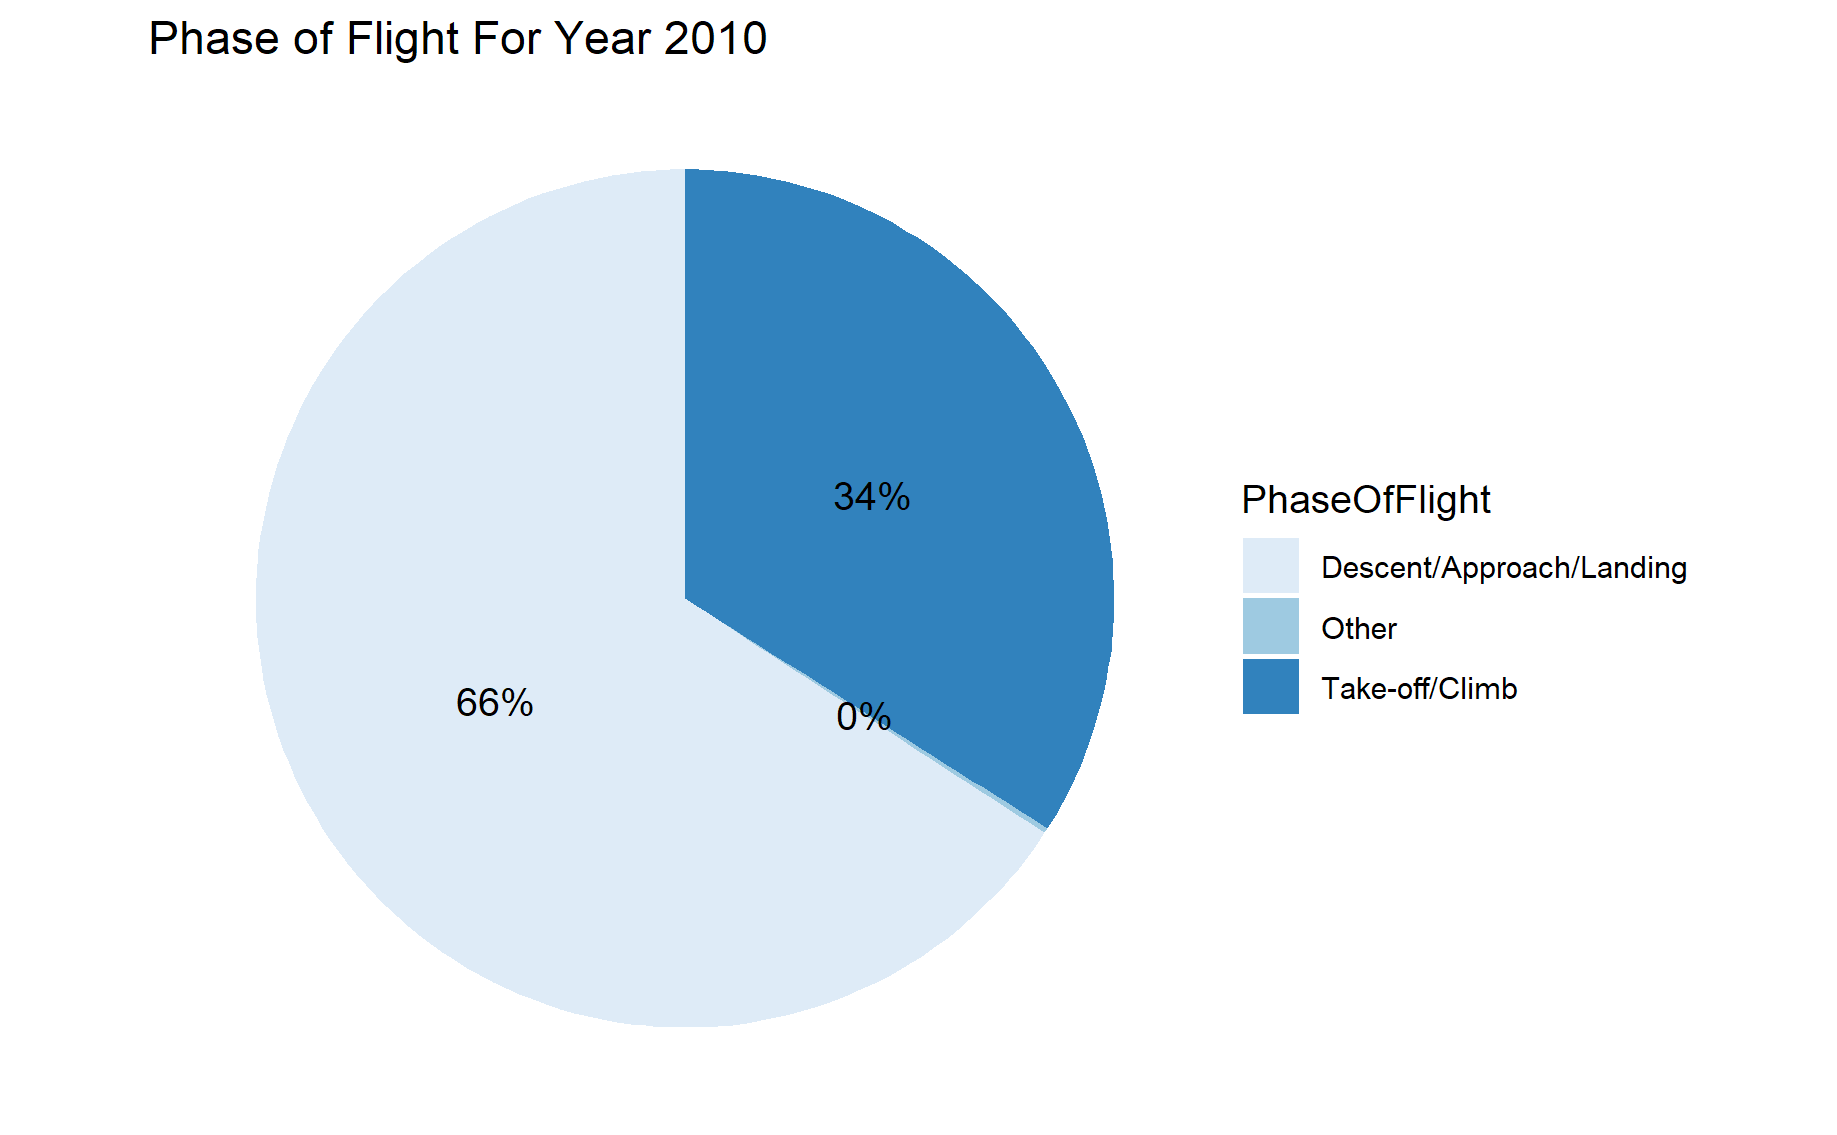 Phase of Flight For Year 2010
34%
66%
0%
PhaseOfFlight
Descent/Approach/Landing
Other
Take-off/Climb